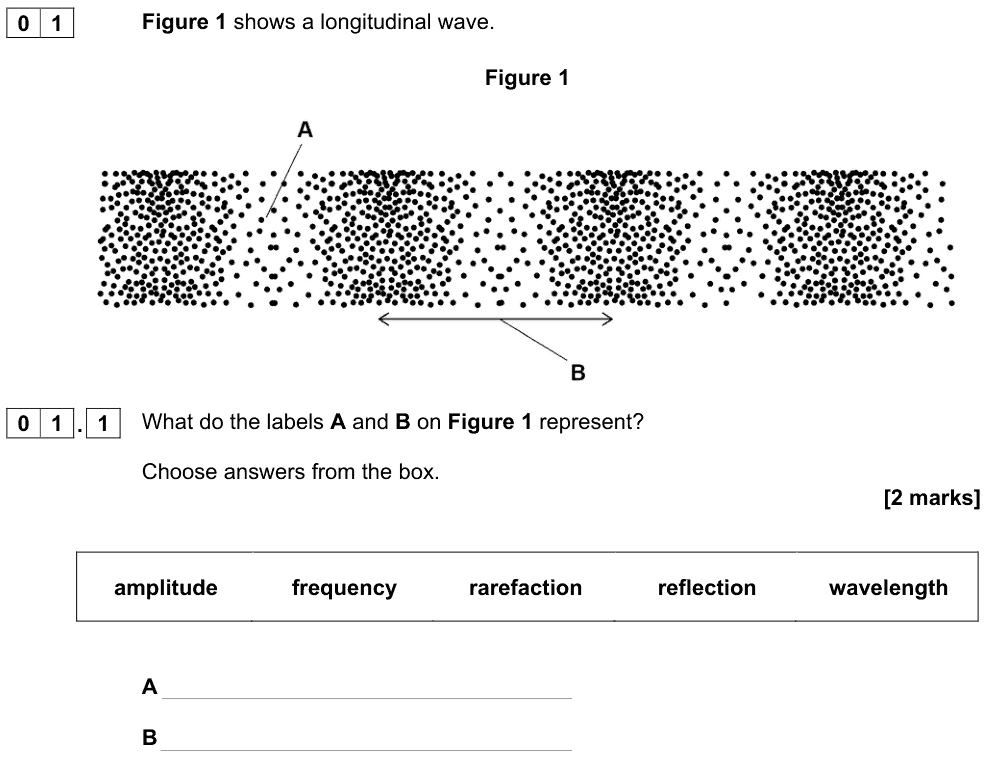 0 1 Figure 1 shows a longitudinal wave.
Figure 1
A
B
0 1 . 1 What do the labels A and B on Figure 1 represent?
Choose answers from the box.
[2 marks]
amplitude frequency rarefaction reflection wavelength
A
B